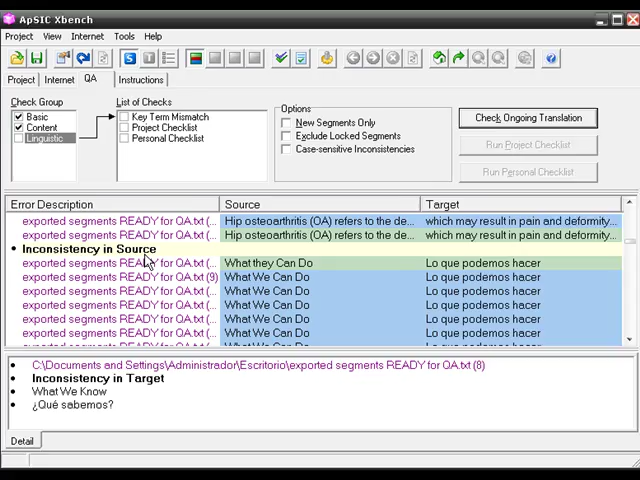 ApSIC Xbench
Project View Internet Tools Help
Project Internet QA Instructions
Check Group
Basic
Content
Linguistic
List of Checks
Key Term Mismatch
Project Checklist
Personal Checklist
Options
New Segments Only
Exclude Locked Segments
Case-sensitive Inconsistencies
Check Ongoing Translation
Run Project Checklist
Run Personal Checklist
Error Description Source Target
exported segments READY for QA.txt (... Hip osteoarthritis (OA) refers to the de... which may result in pain and deformity...
exported segments READY for QA.txt (... Hip osteoarthritis (OA) refers to the de... which may result in pain and deformity...
• Inconsistency in Source
exported segments READY for QA.txt (... What they Can Do Lo que podemos hacer
exported segments READY for QA.txt (9) What We Can Do Lo que podemos hacer
exported segments READY for QA.txt (... What We Can Do Lo que podemos hacer
exported segments READY for QA.txt (... What We Can Do Lo que podemos hacer
exported segments READY for QA.txt (... What We Can Do Lo que podemos hacer
exported segments READY for QA.txt (... What We Can Do Lo que podemos hacer
• C:\Documents and Settings\Administrador\Escritorio\exported segments READY for QA.txt (8)
• Inconsistency in Target
• What We Know
• ¿Qué sabemos?
Detail